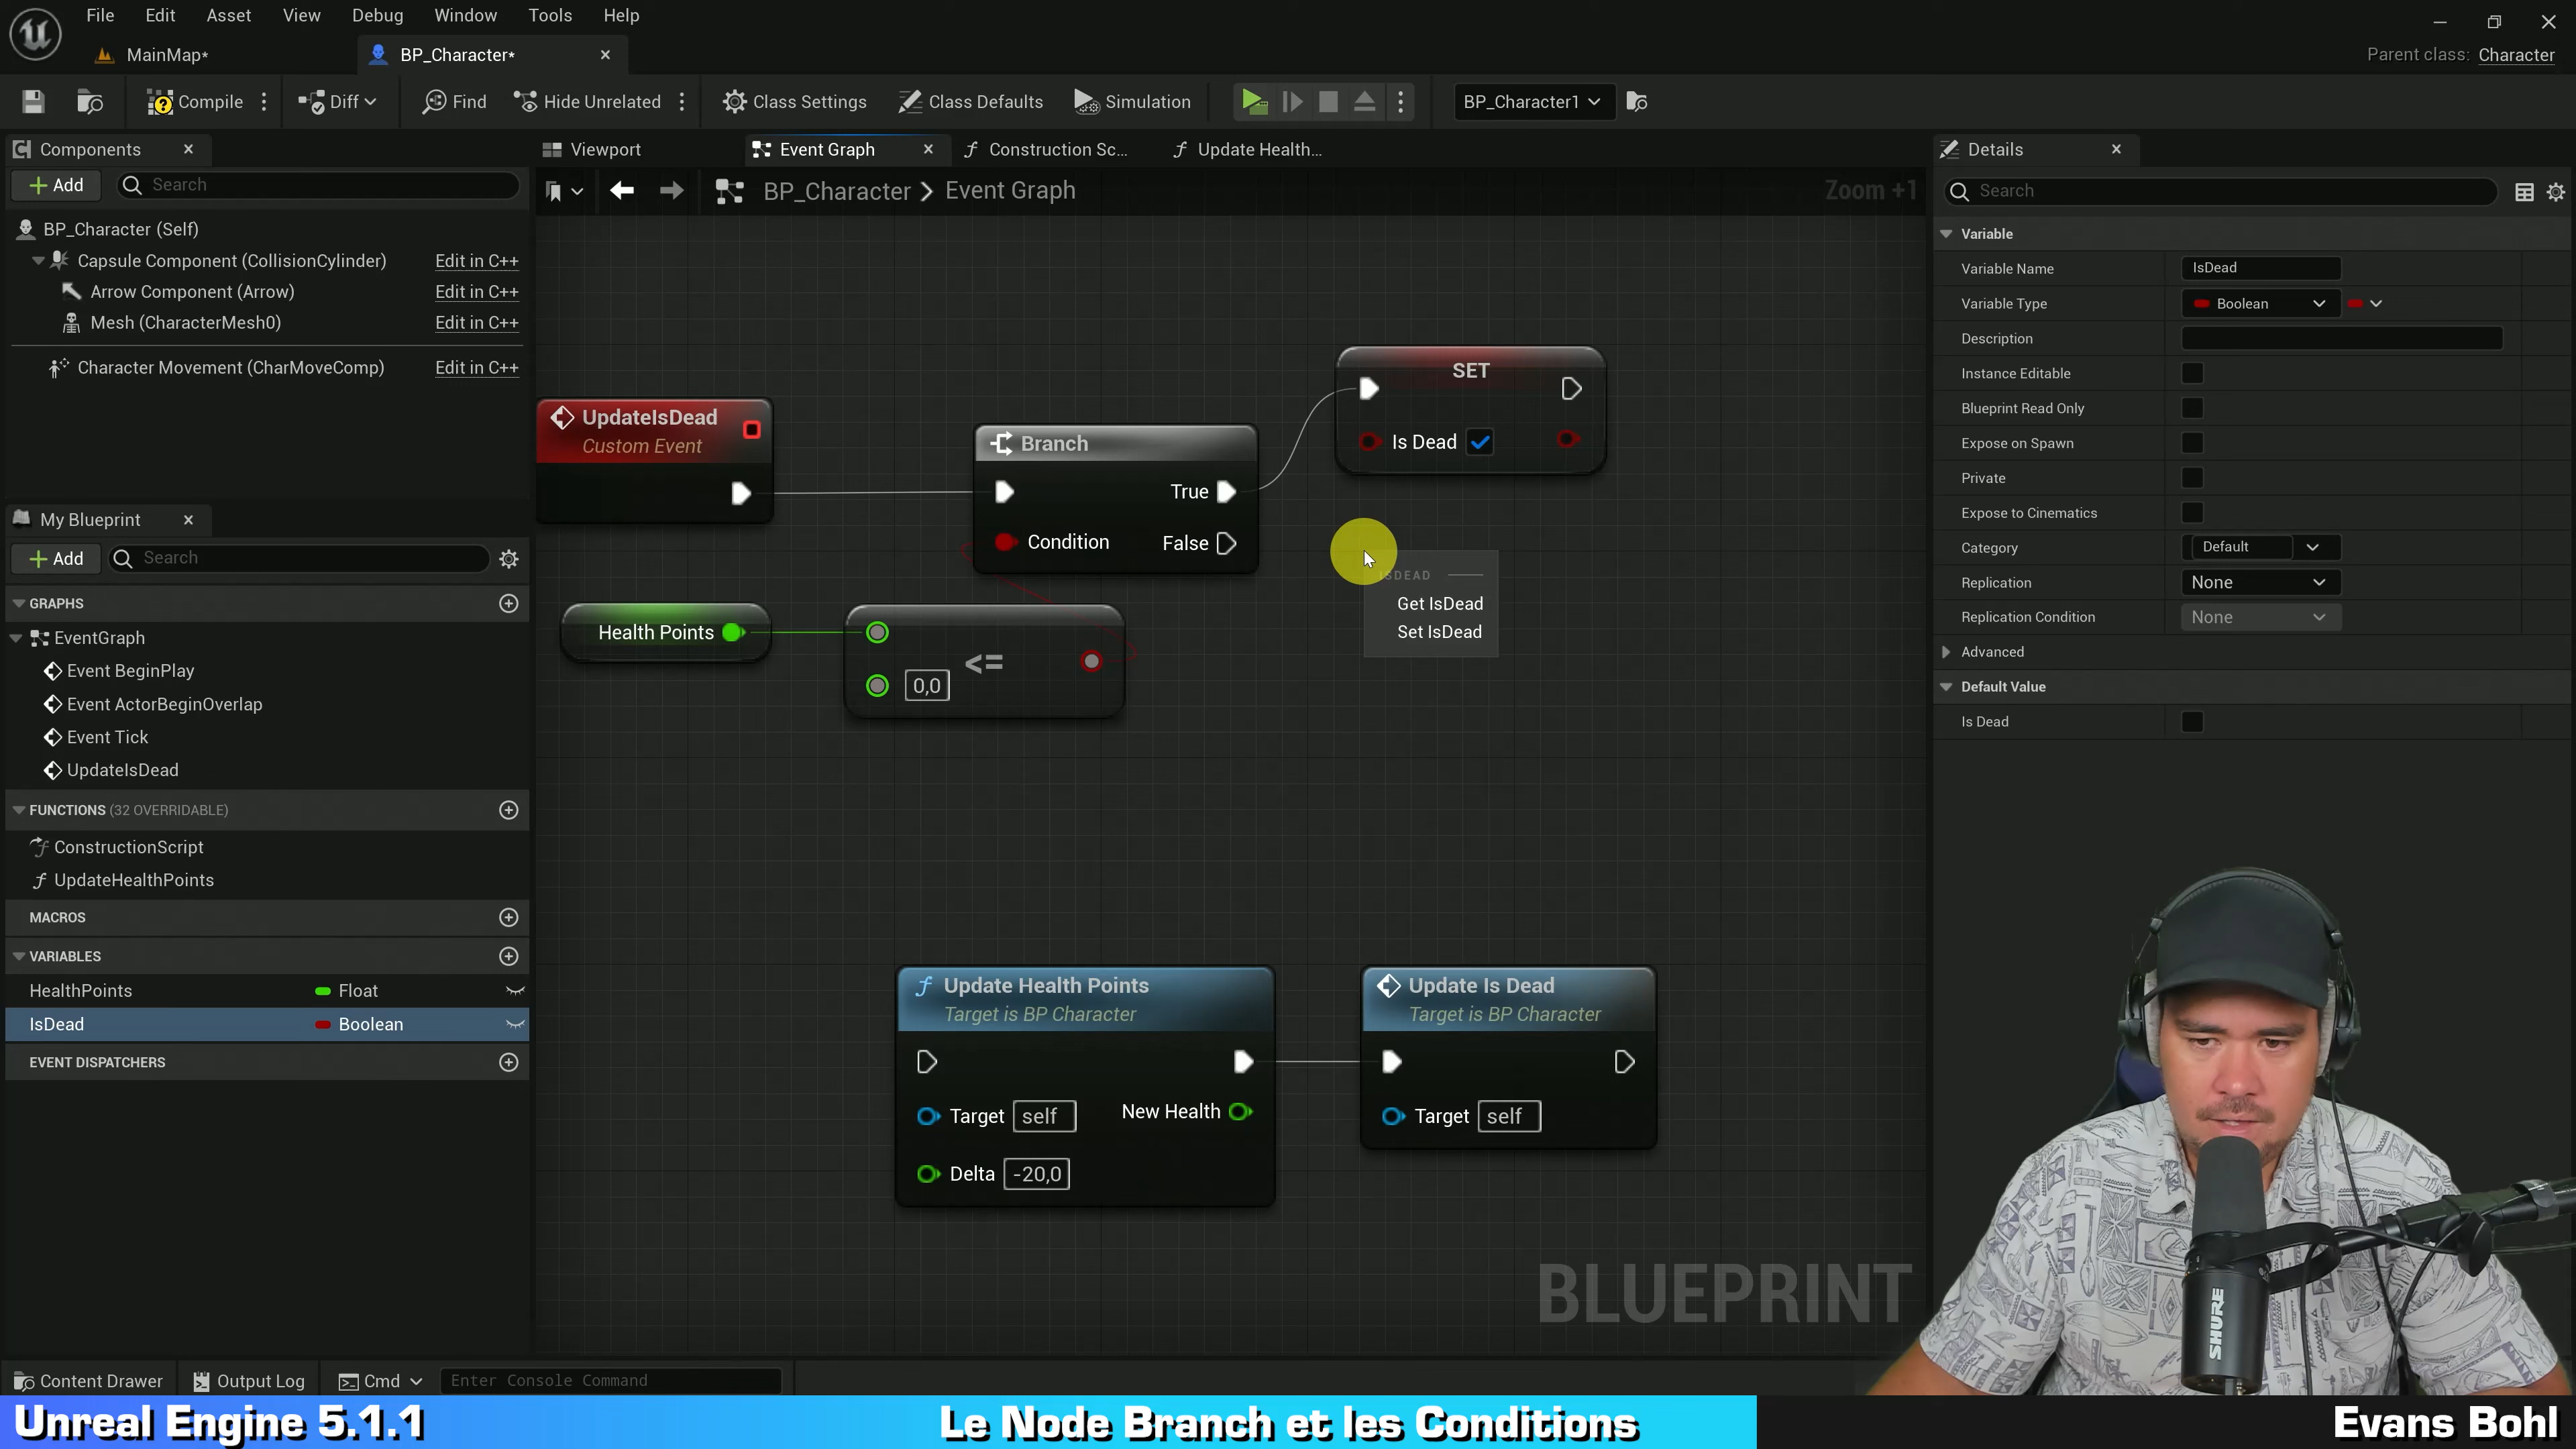 File Edit Asset View Debug Window Tools Help
MainMap*
BP_Character*
Parent class: Character
Compile
Diff
Find
Hide Unrelated
Class Settings
Class Defaults
Simulation
BP_Character1
Components
Add
Search
BP_Character (Self)
Capsule Component (CollisionCylinder) Edit in C++
Arrow Component (Arrow) Edit in C++
Mesh (CharacterMesh0) Edit in C++
Character Movement (CharMoveComp) Edit in C++
My Blueprint
Add
Search
GRAPHS
EventGraph
Event BeginPlay
Event ActorBeginOverlap
Event Tick
UpdateIsDead
FUNCTIONS (32 OVERRIDABLE)
ConstructionScript
UpdateHealthPoints
MACROS
VARIABLES
HealthPoints Float
IsDead Boolean
EVENT DISPATCHERS
Viewport
Event Graph
Construction Sc...
Update Health...
BP_Character > Event Graph
Zoom +1
UpdateIsDead
Custom Event
Branch
True
Condition
False
SET
Is Dead
Health Points
<=
0,0
ISDEAD
Get IsDead
Set IsDead
Update Health Points
Target is BP Character
Target self
New Health
Delta -20,0
Update Is Dead
Target is BP Character
Target self
BLUEPRINT
Details
Search
Variable
Variable Name IsDead
Variable Type Boolean
Description
Instance Editable
Blueprint Read Only
Expose on Spawn
Private
Expose to Cinematics
Category Default
Replication None
Replication Condition None
Advanced
Default Value
Is Dead
SHURE
Content Drawer
Output Log
Cmd
Enter Console Command
Unreal Engine 5.1.1
Le Node Branch et les Conditions
Evans Bohl